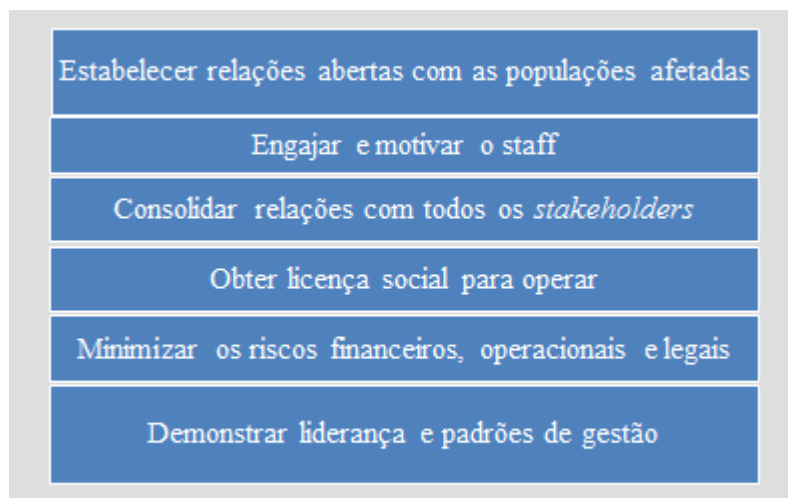 Estabelecer relações abertas com as populações afetadas
Engajar e motivar o staff
Consolidar relações com todos os stakeholders
Obter licença social para operar
Minimizar os riscos financeiros, operacionais e legais
Demonstrar liderança e padrões de gestão